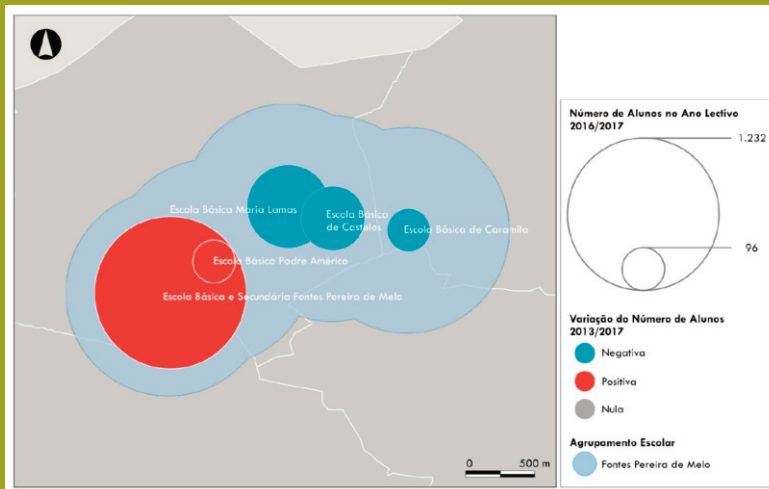 Escola Básica Maria Lamas
Escola Básica
de Castelos
Escola Básica de Caramila
Escola Básica Padre Américo
Escola Básica e Secundária Fontes Pereira de Melo
0 500 m
Número de Alunos no Ano Lectivo
2016/2017
1.232
96
Variação do Número de Alunos
2013/2017
Negativa
Positiva
Nula
Agrupamento Escolar
Fontes Pereira de Melo